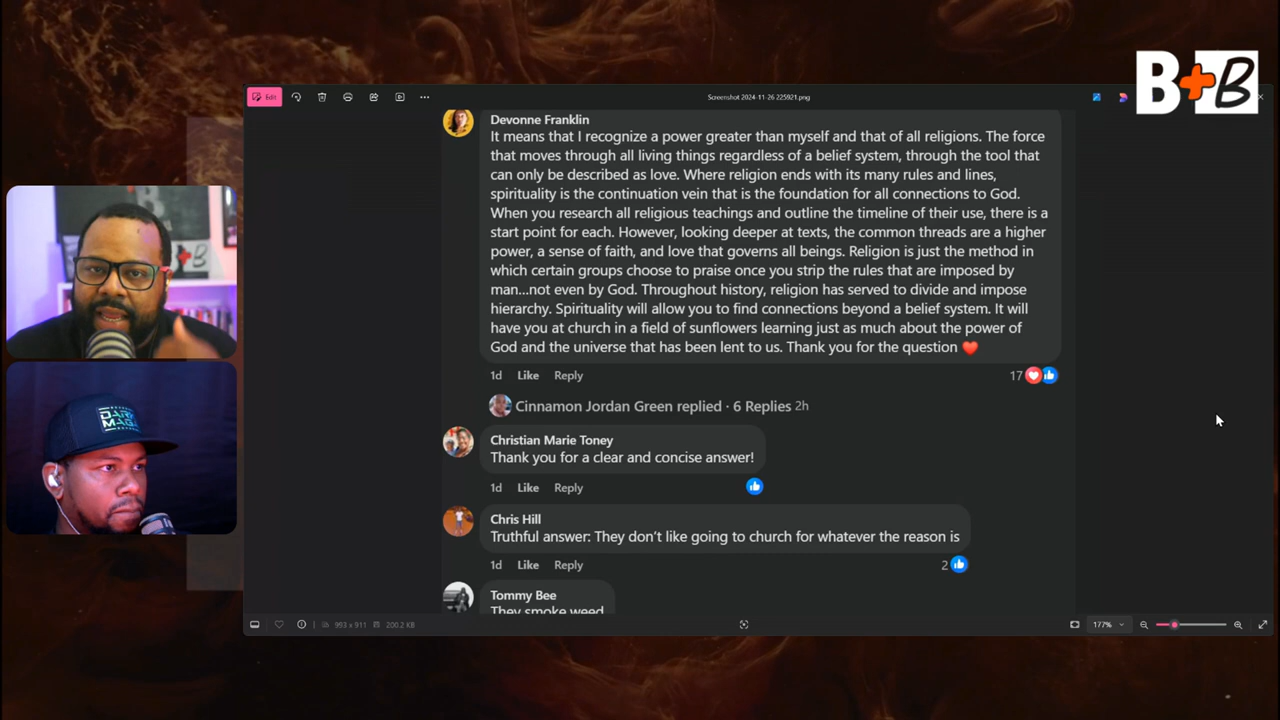 B+B
Edit
Screenshot 2024-11-26 225921.png
Devonne Franklin
It means that I recognize a power greater than myself and that of all religions. The force
that moves through all living things regardless of a belief system, through the tool that
can only be described as love. Where religion ends with its many rules and lines,
spirituality is the continuation vein that is the foundation for all connections to God.
When you research all religious teachings and outline the timeline of their use, there is a
start point for each. However, looking deeper at texts, the common threads are a higher
power, a sense of faith, and love that governs all beings. Religion is just the method in
which certain groups choose to praise once you strip the rules that are imposed by
man...not even by God. Throughout history, religion has served to divide and impose
hierarchy. Spirituality will allow you to find connections beyond a belief system. It will
have you at church in a field of sunflowers learning just as much about the power of
God and the universe that has been lent to us. Thank you for the question ❤️
1d Like Reply 17
Cinnamon Jordan Green replied · 6 Replies 2h
Christian Marie Toney
Thank you for a clear and concise answer!
1d Like Reply
Chris Hill
Truthful answer: They don't like going to church for whatever the reason is
1d Like Reply 2
Tommy Bee
They smoke weed
953 x 911 200.2 KB 177%
DARK
MAGA